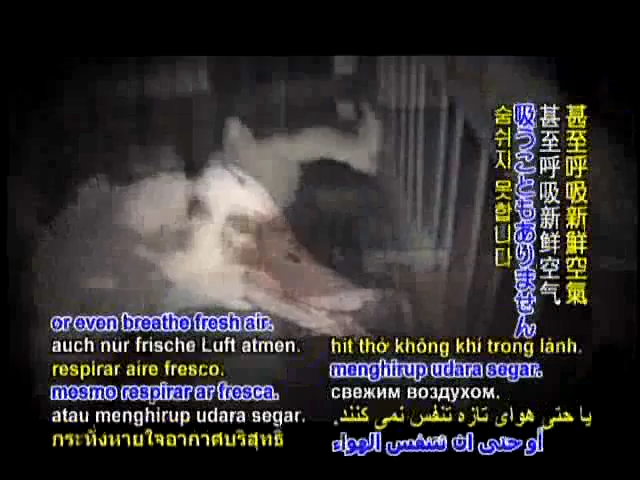 甚至呼吸新鮮空氣
甚至呼吸新鲜空气
吸うこともありません
숨쉬지 못합니다
or even breathe fresh air.
auch nur frische Luft atmen.
respirar aire fresco.
mesmo respirar ar fresca.
atau menghirup udara segar.
กระทั่งหายใจอากาศบริสุทธิ์
hít thở không khí trong lành.
menghirup udara segar.
свежим воздухом.
یا حتی هوای تازه تنفس نمی کنند.
أو حتى ان تتنفس الهواء